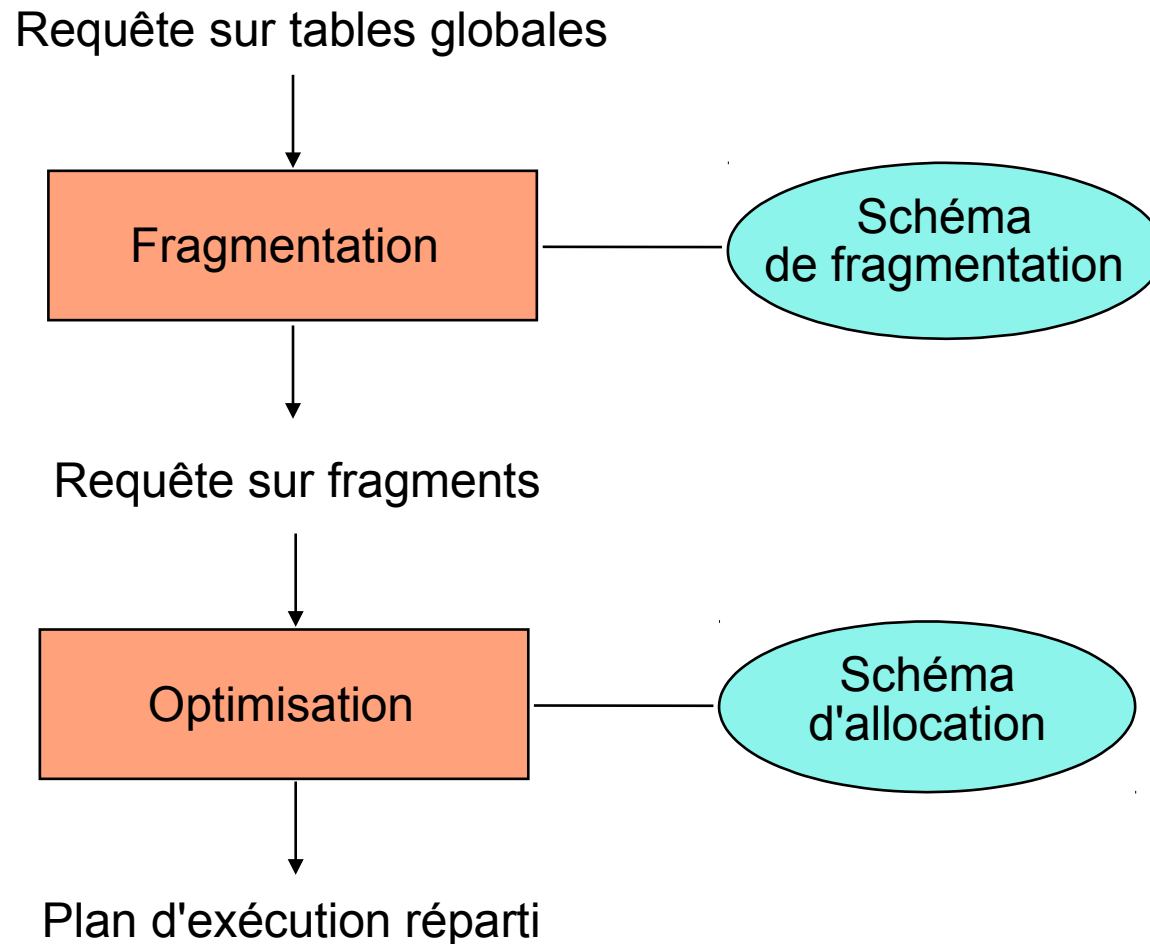 Requête sur tables globales
Fragmentation
Schéma
de fragmentation
Requête sur fragments
Optimisation
Schéma
d'allocation
Plan d'exécution réparti